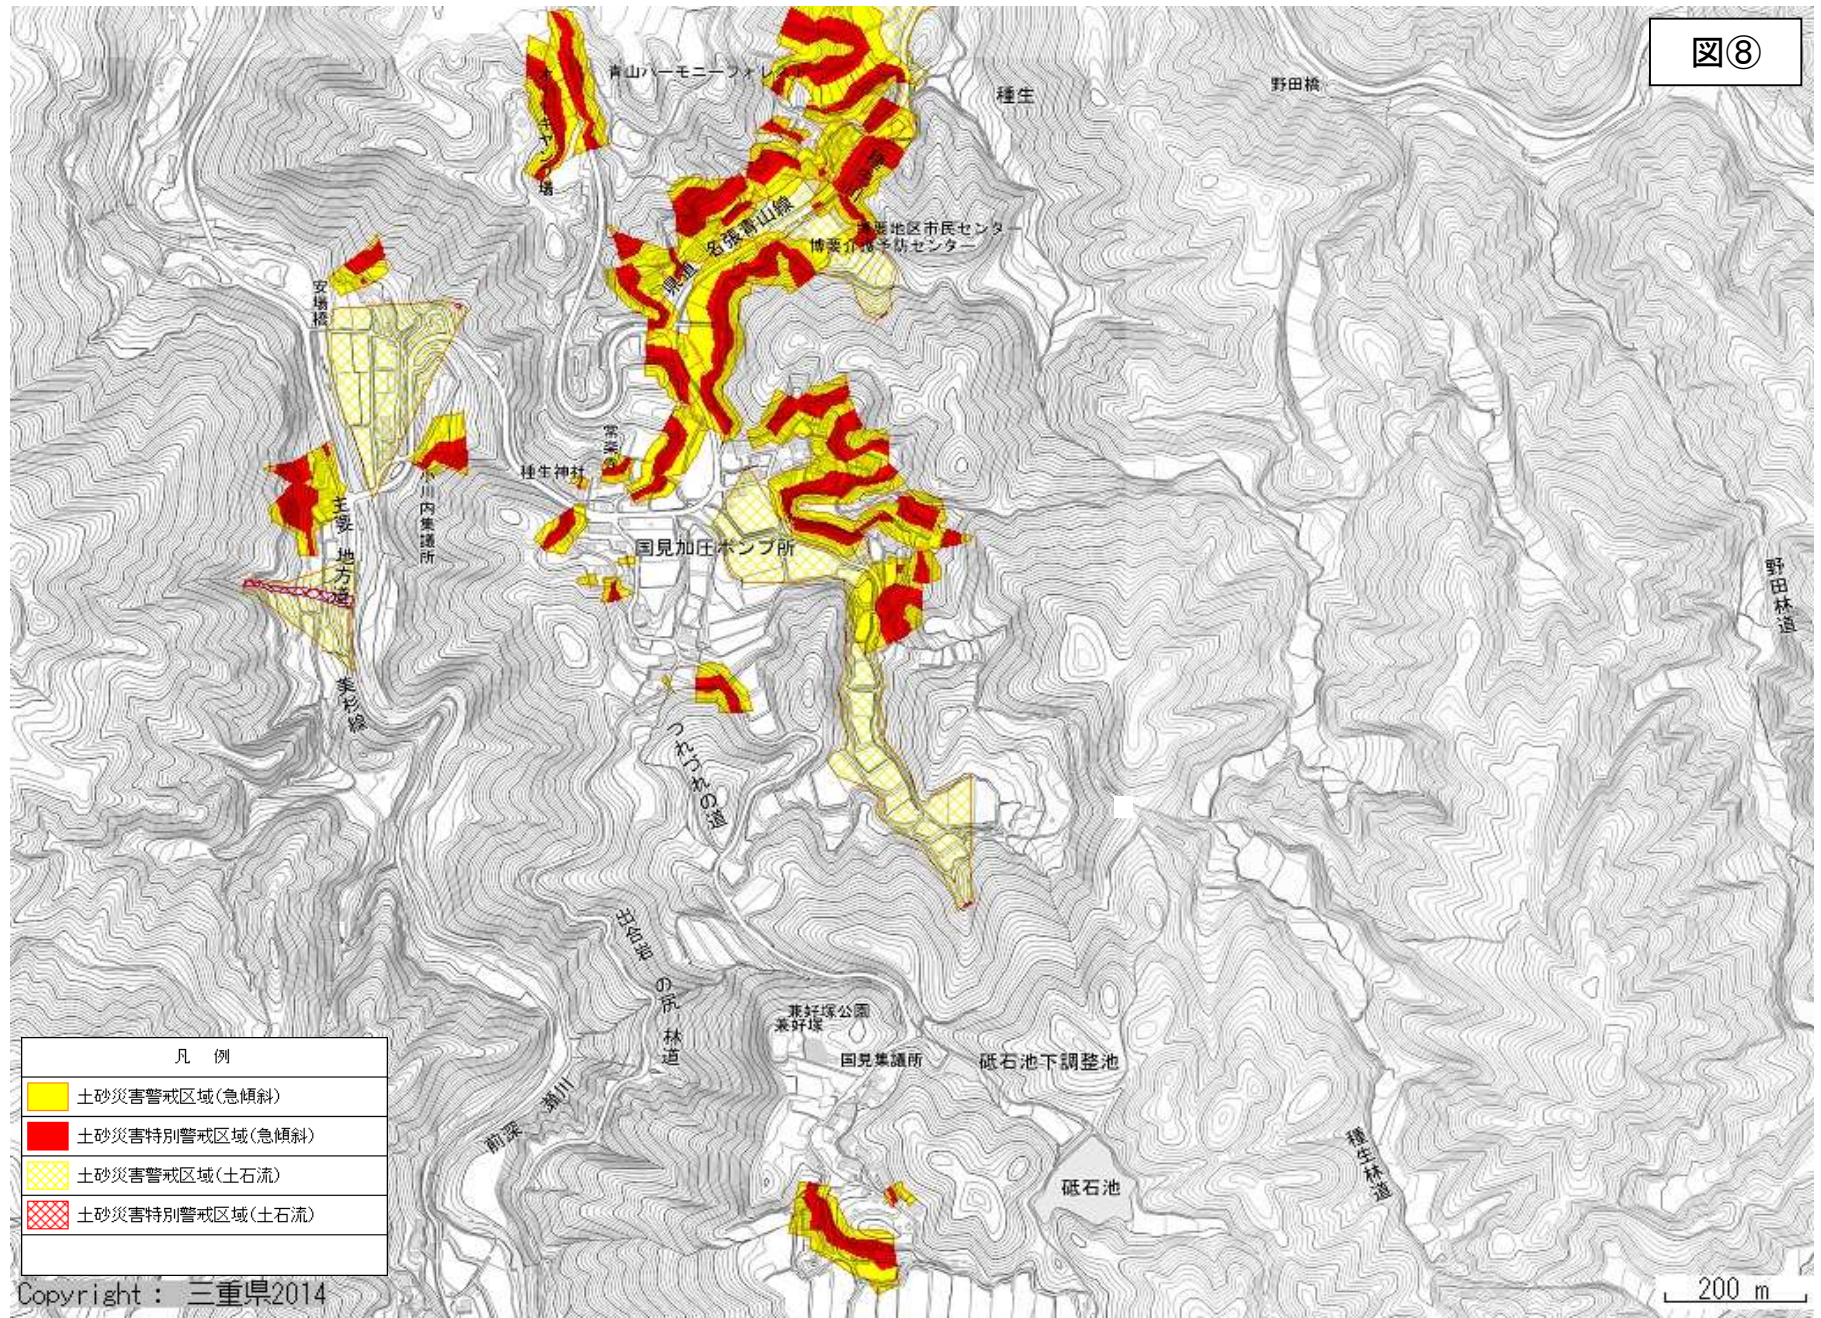 図⑧
青山ハーモニーフォレスト
種生
野田橋
博要地区市民センター
博要介護予防センター
県道 名張青山線
安場橋
常楽寺
種生神社
小川内集議所
国見加圧ポンプ所
主要 地方道
美杉線
野田林道
つれづれの道
出合岩 の尻 林道
兼好塚公園
兼好塚
国見集議所
砥石池下調整池
前深 瀬川
種生林道
砥石池
凡 例
土砂災害警戒区域(急傾斜)
土砂災害特別警戒区域(急傾斜)
土砂災害警戒区域(土石流)
土砂災害特別警戒区域(土石流)
Copyright : 三重県2014
200 m